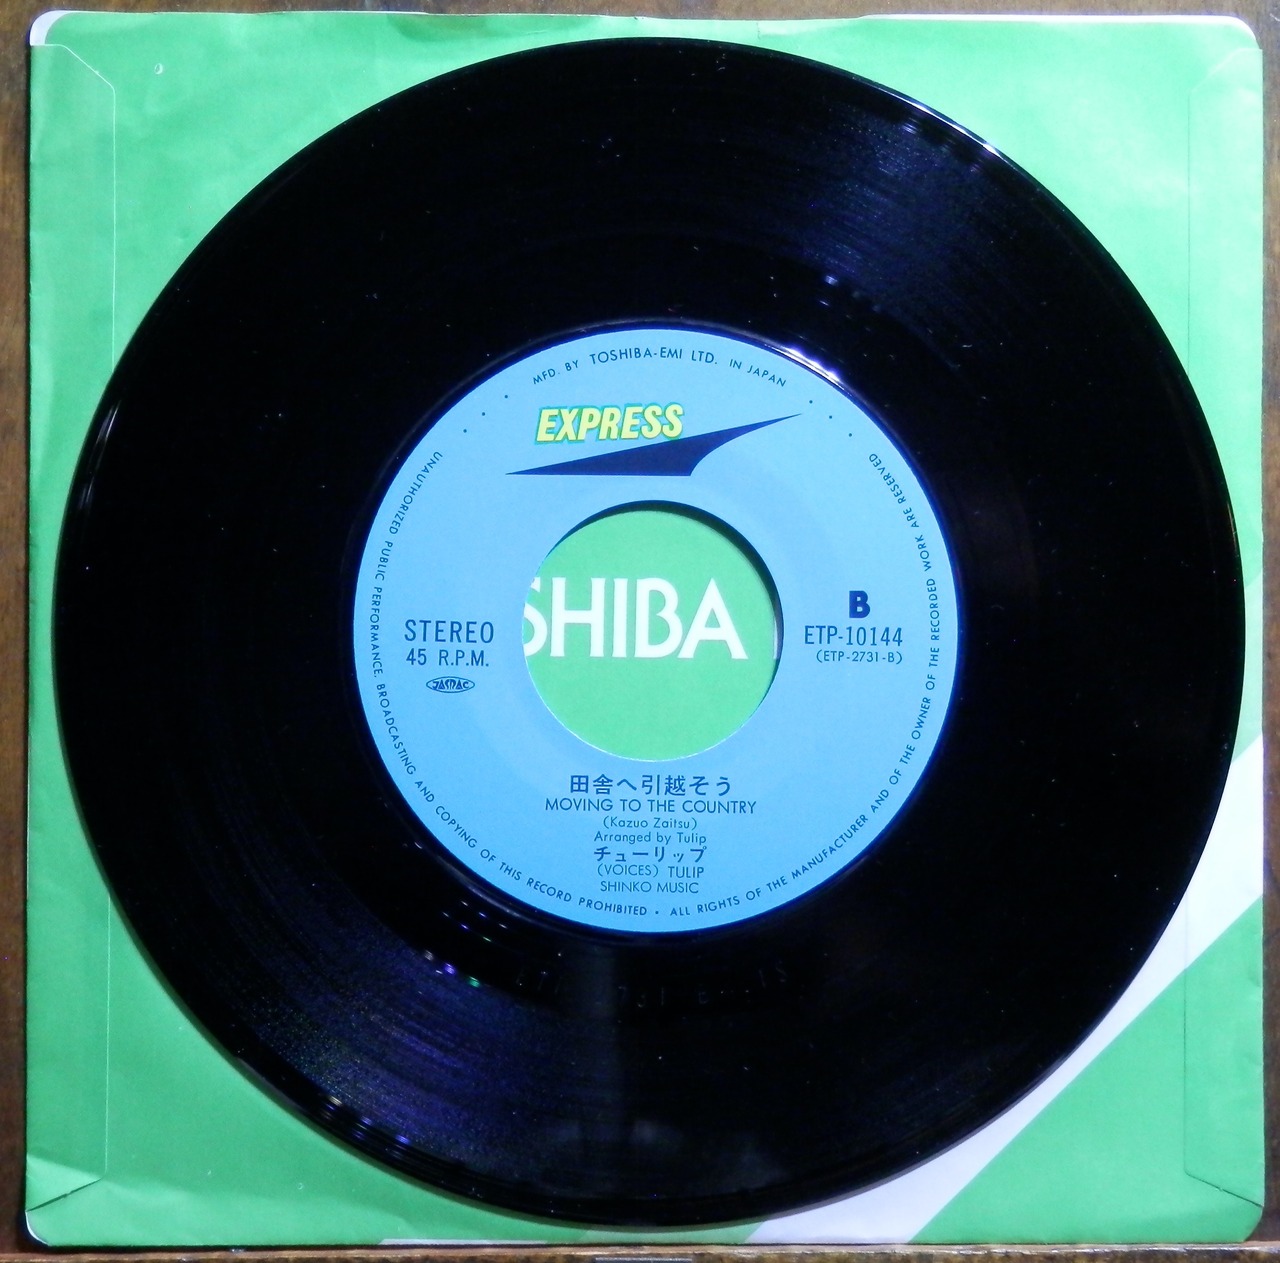 MFD. BY TOSHIBA-EMI LTD. IN JAPAN
EXPRESS
UNAUTHORIZED PUBLIC PERFORMANCE, BROADCASTING AND COPYING OF THIS RECORD PROHIBITED • ALL RIGHTS OF THE MANUFACTURER AND OF THE OWNER OF THE RECORDED WORK ARE RESERVED
SHIBA
STEREO
45 R.P.M.
JASRAC
B
ETP-10144
(ETP-2731-B)
田舎へ引越そう
MOVING TO THE COUNTRY
(Kazuo Zaitsu)
Arranged by Tulip
チューリップ
(VOICES) TULIP
SHINKO MUSIC